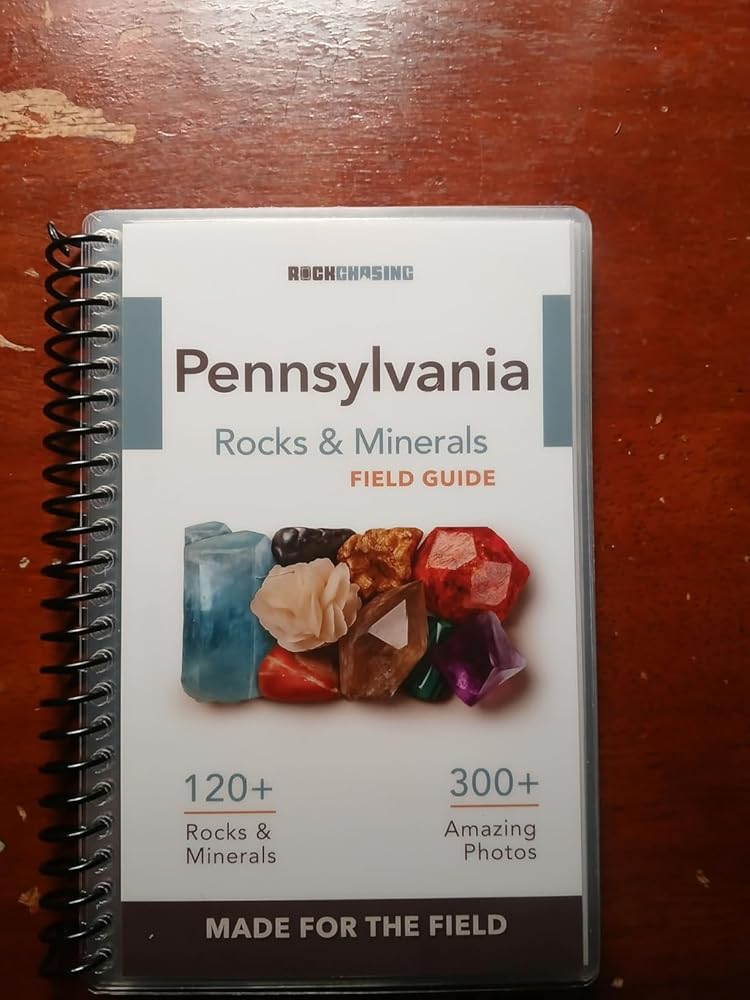 ROCKCHASING
Pennsylvania
Rocks & Minerals
FIELD GUIDE
120+
Rocks &
Minerals
300+
Amazing
Photos
MADE FOR THE FIELD